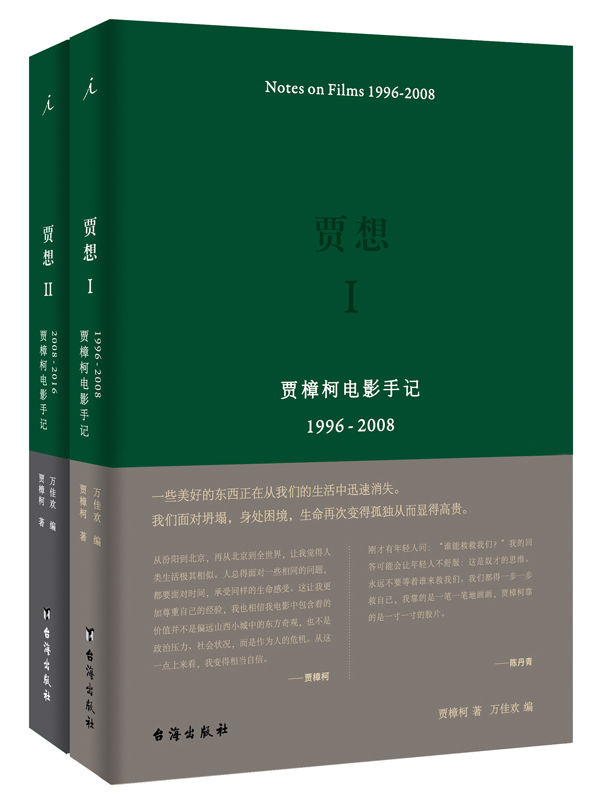 Notes on Films 1996-2008
贾想
I
贾樟柯电影手记
1996-2008
一些美好的东西正在从我们的生活中迅速消失。
我们面对坍塌，身处困境，生命再次变得孤独从而显得高贵。
从汾阳到北京，再从北京到全世界，让我觉得人
类生活极其相似。人总得面对一些相同的问题，
都要面对时间，承受同样的生命感受。这让我更
加尊重自己的经验，我也相信我电影中包含着的
价值并不是偏远山西小城中的东方奇观，也不是
政治压力、社会状况，而是作为人的危机。从这
一点上来看，我变得相当自信。
——贾樟柯
刚才有年轻人问：“谁能救救我们？”我的回
答可能会让年轻人不舒服：这是奴才的思维。
永远不要等着谁来救我们。我们都得一步一步
救自己，我靠的是一笔一笔地画画，贾樟柯靠
的是一寸一寸的胶片。
——陈丹青
贾樟柯 著 万佳欢 编
台海出版社
i
贾想 I
1996-2008
贾樟柯电影手记
贾樟柯 著
万佳欢 编
台海出版社
i
贾想 II
2008-2016
贾樟柯电影手记
贾樟柯 著
万佳欢 编
台海出版社